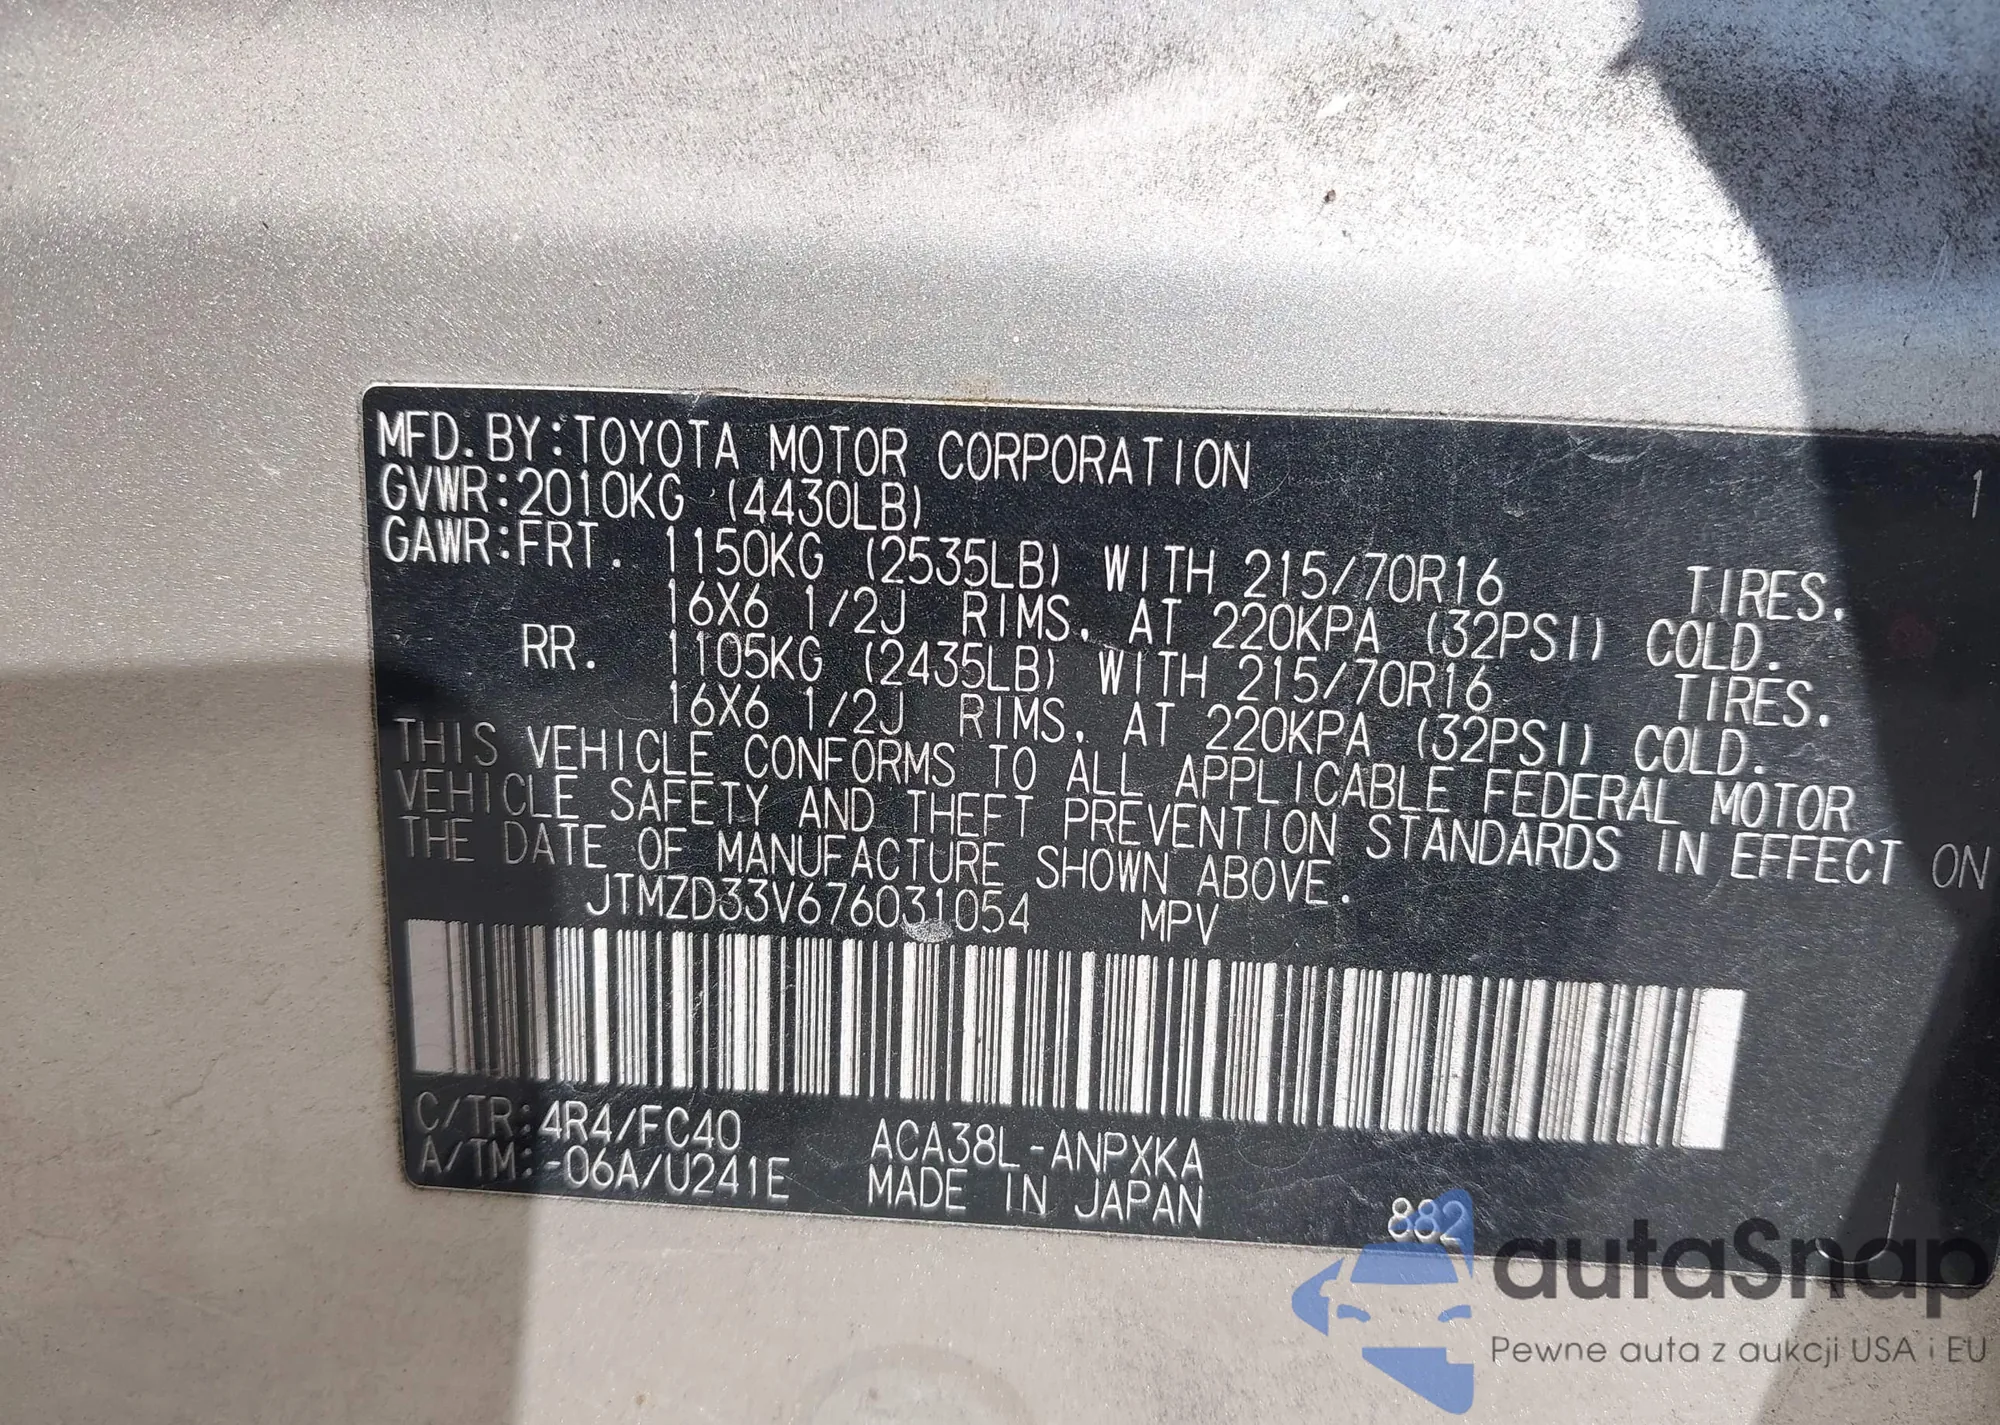 MFD.BY:TOYOTA MOTOR CORPORATION
GVWR:2010KG (4430LB) 1
GAWR:FRT. 1150KG (2535LB) WITH 215/70R16 TIRES,
16X6 1/2J RIMS, AT 220KPA (32PSI) COLD.
RR. 1105KG (2435LB) WITH 215/70R16 TIRES,
16X6 1/2J RIMS, AT 220KPA (32PSI) COLD.
THIS VEHICLE CONFORMS TO ALL APPLICABLE FEDERAL MOTOR
VEHICLE SAFETY AND THEFT PREVENTION STANDARDS IN EFFECT ON
THE DATE OF MANUFACTURE SHOWN ABOVE.
JTMZD33V676031054 MPV
C/TR:4R4/FC40 ACA38L-ANPXKA
A/TM:-06A/U241E MADE IN JAPAN
882
autaSnap
Pewne auta z aukcji USA i EU